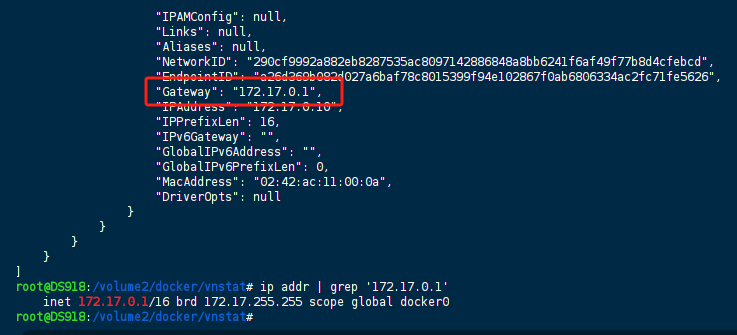 "IPAMConfig": null,
"Links": null,
"Aliases": null,
"NetworkID": "290cf9992a882eb8287535ac8097142886848a8bb6241f6af49f77b8d4cfebcd",
"EndpointID": "a26d360b082d027a6baf78c8015399f94e102867f0ab6806334ac2fc71fe5626",
"Gateway": "172.17.0.1",
"IPAddress": "172.17.0.10",
"IPPrefixLen": 16,
"IPv6Gateway": "",
"GlobalIPv6Address": "",
"GlobalIPv6PrefixLen": 0,
"MacAddress": "02:42:ac:11:00:0a",
"DriverOpts": null
}
}
}
}
]
root@DS918:/volume2/docker/vnstat# ip addr | grep '172.17.0.1'
inet 172.17.0.1/16 brd 172.17.255.255 scope global docker0
root@DS918:/volume2/docker/vnstat#